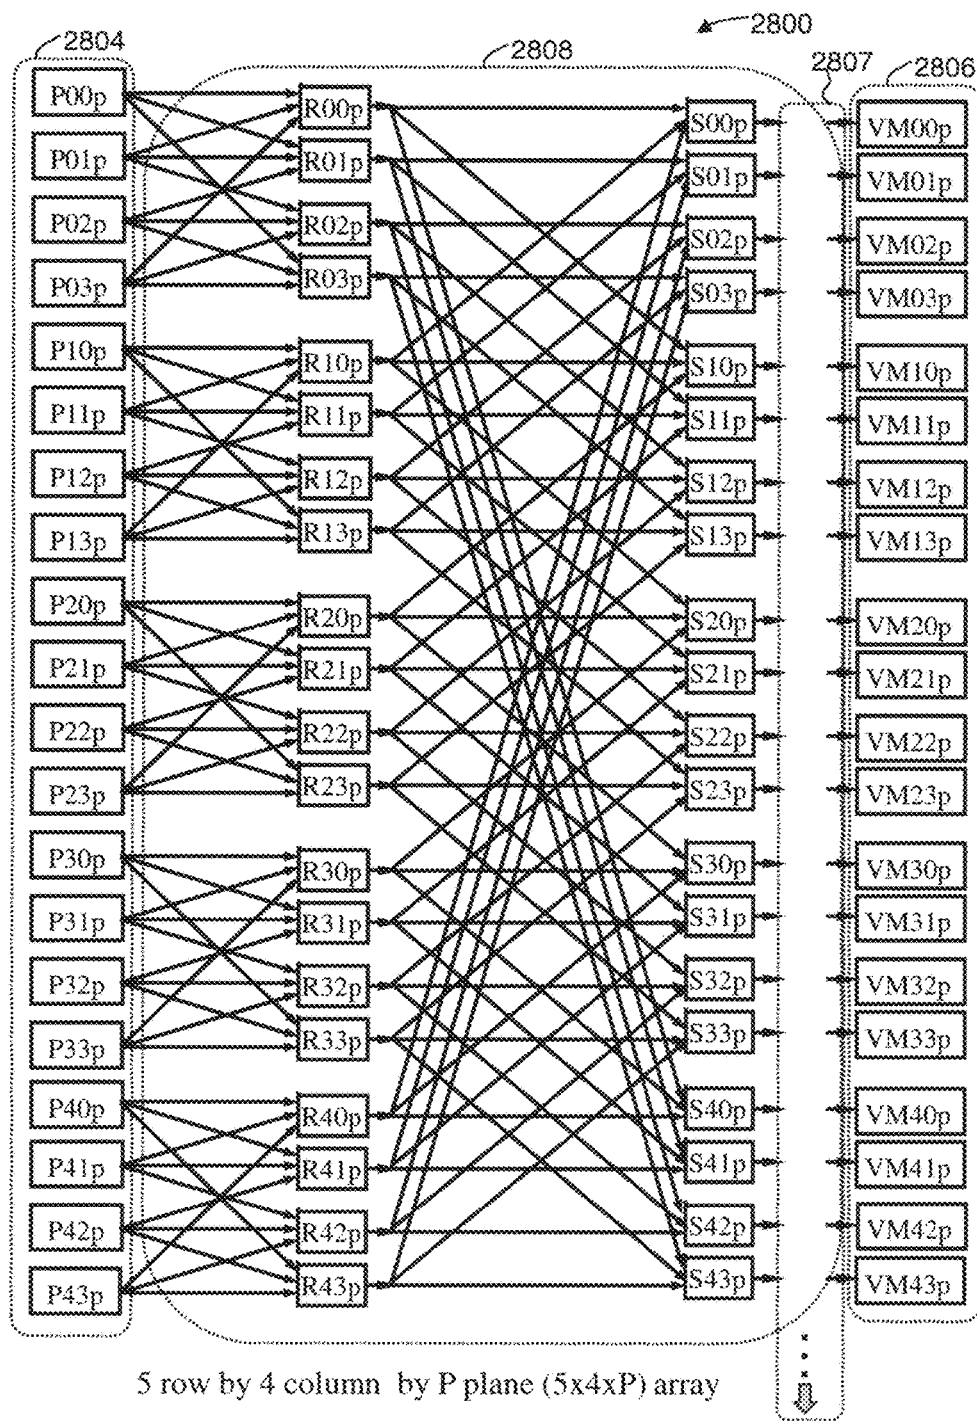 2800
2804
2808
2807
2806
P00p R00p S00p VM00p
P01p R01p S01p VM01p
P02p R02p S02p VM02p
P03p R03p S03p VM03p
P10p R10p S10p VM10p
P11p R11p S11p VM11p
P12p R12p S12p VM12p
P13p R13p S13p VM13p
P20p R20p S20p VM20p
P21p R21p S21p VM21p
P22p R22p S22p VM22p
P23p R23p S23p VM23p
P30p R30p S30p VM30p
P31p R31p S31p VM31p
P32p R32p S32p VM32p
P33p R33p S33p VM33p
P40p R40p S40p VM40p
P41p R41p S41p VM41p
P42p R42p S42p VM42p
P43p R43p S43p VM43p
5 row by 4 column by P plane (5x4xP) array